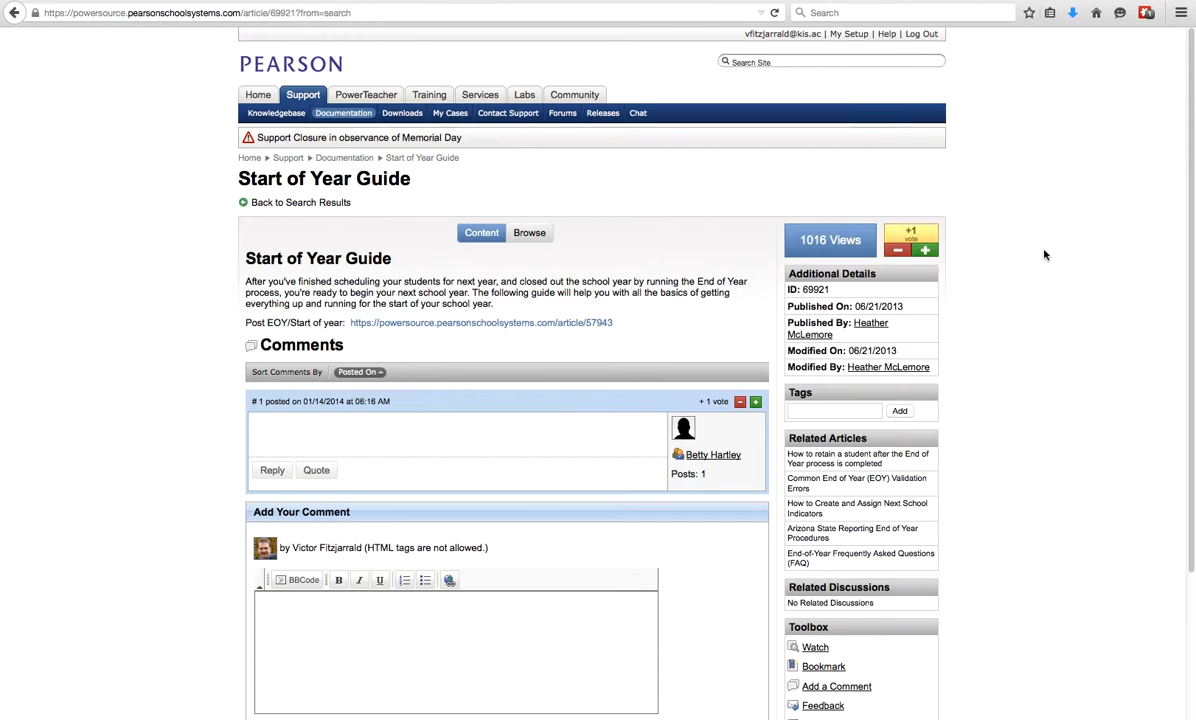 https://powersource.pearsonschoolsystems.com/article/69921?from=search
Search
vfitzjarrald@kis.ac | My Setup | Help | Log Out
PEARSON
Search Site
Home Support PowerTeacher Training Services Labs Community
Knowledgebase Documentation Downloads My Cases Contact Support Forums Releases Chat
Support Closure in observance of Memorial Day
Home Support Documentation Start of Year Guide
Start of Year Guide
Back to Search Results
Content Browse
Start of Year Guide
After you've finished scheduling your students for next year, and closed out the school year by running the End of Year
process, you're ready to begin your next school year. The following guide will help you with all the basics of getting
everything up and running for the start of your school year.
Post EOY/Start of year: https://powersource.pearsonschoolsystems.com/article/57943
Comments
Sort Comments By Posted On
# 1 posted on 01/14/2014 at 06:16 AM + 1 vote
Betty Hartley
Posts: 1
Reply Quote
Add Your Comment
by Victor Fitzjarrald (HTML tags are not allowed.)
BBCode B I U
1016 Views
+1
vote
Additional Details
ID: 69921
Published On: 06/21/2013
Published By: Heather
McLemore
Modified On: 06/21/2013
Modified By: Heather McLemore
Tags
Add
Related Articles
How to retain a student after the End of
Year process is completed
Common End of Year (EOY) Validation
Errors
How to Create and Assign Next School
Indicators
Arizona State Reporting End of Year
Procedures
End-of-Year Frequently Asked Questions
(FAQ)
Related Discussions
No Related Discussions
Toolbox
Watch
Bookmark
Add a Comment
Feedback